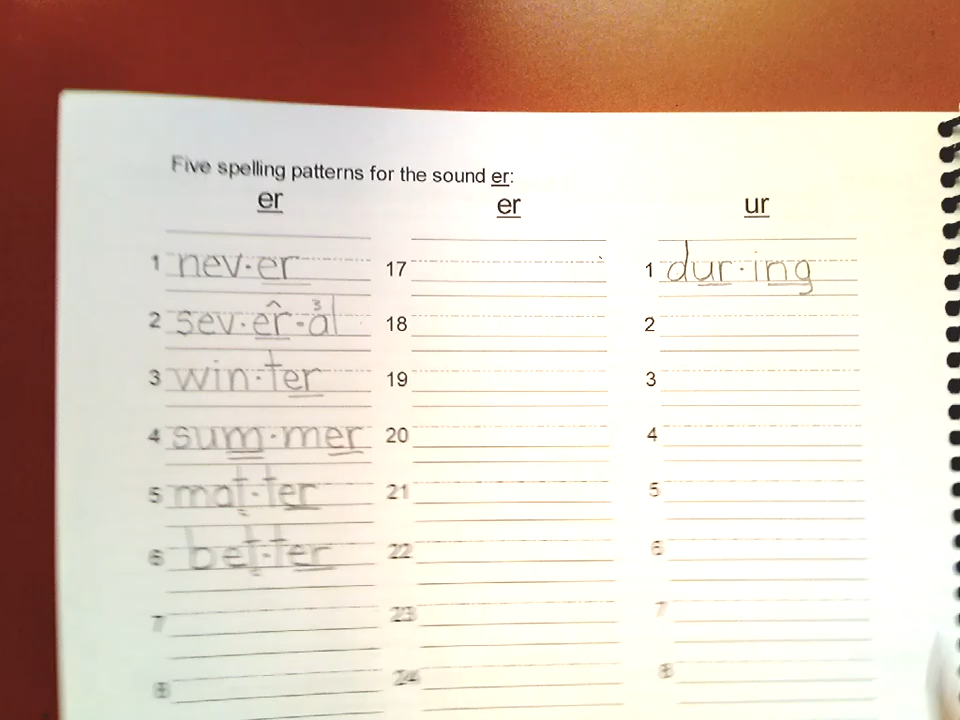 Five spelling patterns for the sound er:
er er ur
1 nev·er 17 1 dur·ing
2 sev·er·al 18 2
3 win·ter 19 3
4 sum·mer 20 4
5 mat·ter 21 5
6 bet·ter 22 6
7 23 7
8 24 8